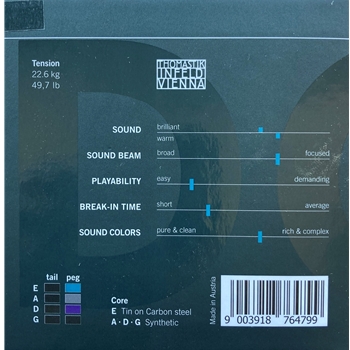 Tension
22.6 kg
49,7 lb
THOMASTIK
INFELD
VIENNA
SOUND brilliant
warm
SOUND BEAM broad focused
PLAYABILITY easy demanding
BREAK-IN TIME short average
SOUND COLORS pure & clean rich & complex
tail peg
E
A
D
G
Core
E Tin on Carbon steel
A · D · G Synthetic
Made in Austria
9 003918 764799